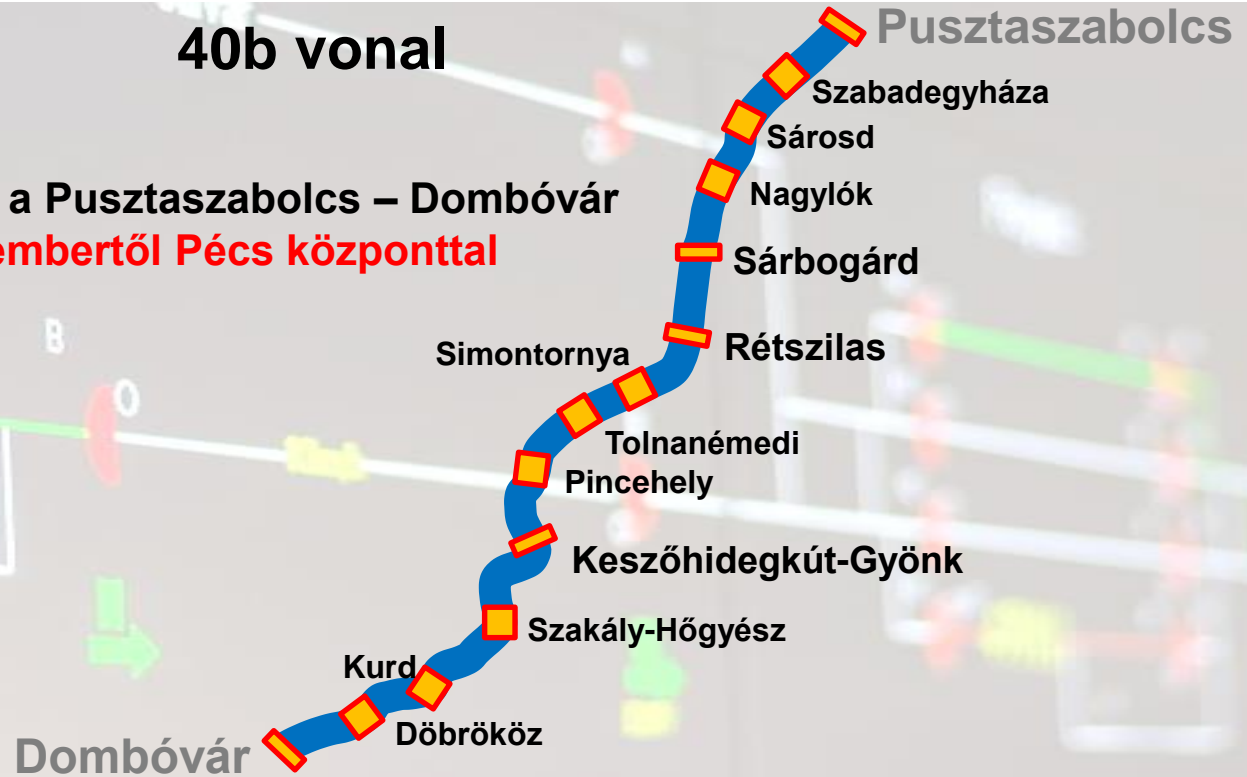 40b vonal
Pusztaszabolcs
Szabadegyháza
Sárosd
a Pusztaszabolcs – Dombóvár
Nagylók
embertől Pécs központtal
Sárbogárd
B
Rétszilas
Simontornya
O
Tolnanémedi
Pincehely
Keszőhidegkút-Gyönk
Szakály-Hőgyész
Kurd
Döbrököz
Dombóvár